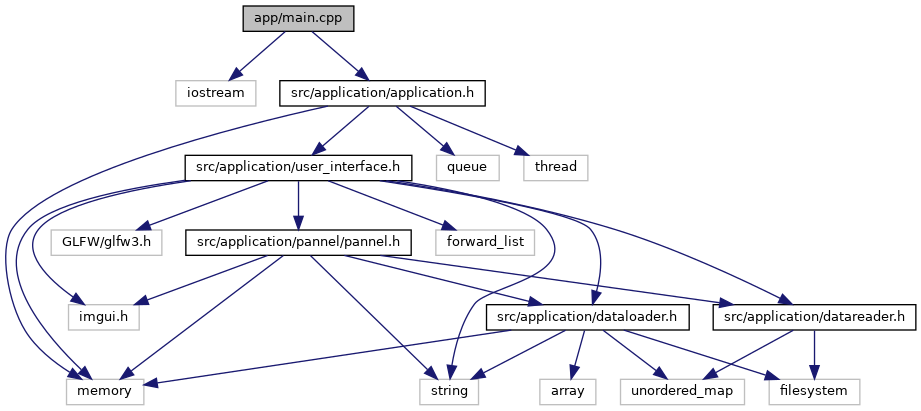 app/main.cpp
iostream
src/application/application.h
src/application/user_interface.h
queue
thread
GLFW/glfw3.h
src/application/pannel/pannel.h
forward_list
imgui.h
src/application/dataloader.h
src/application/datareader.h
memory
string
array
unordered_map
filesystem